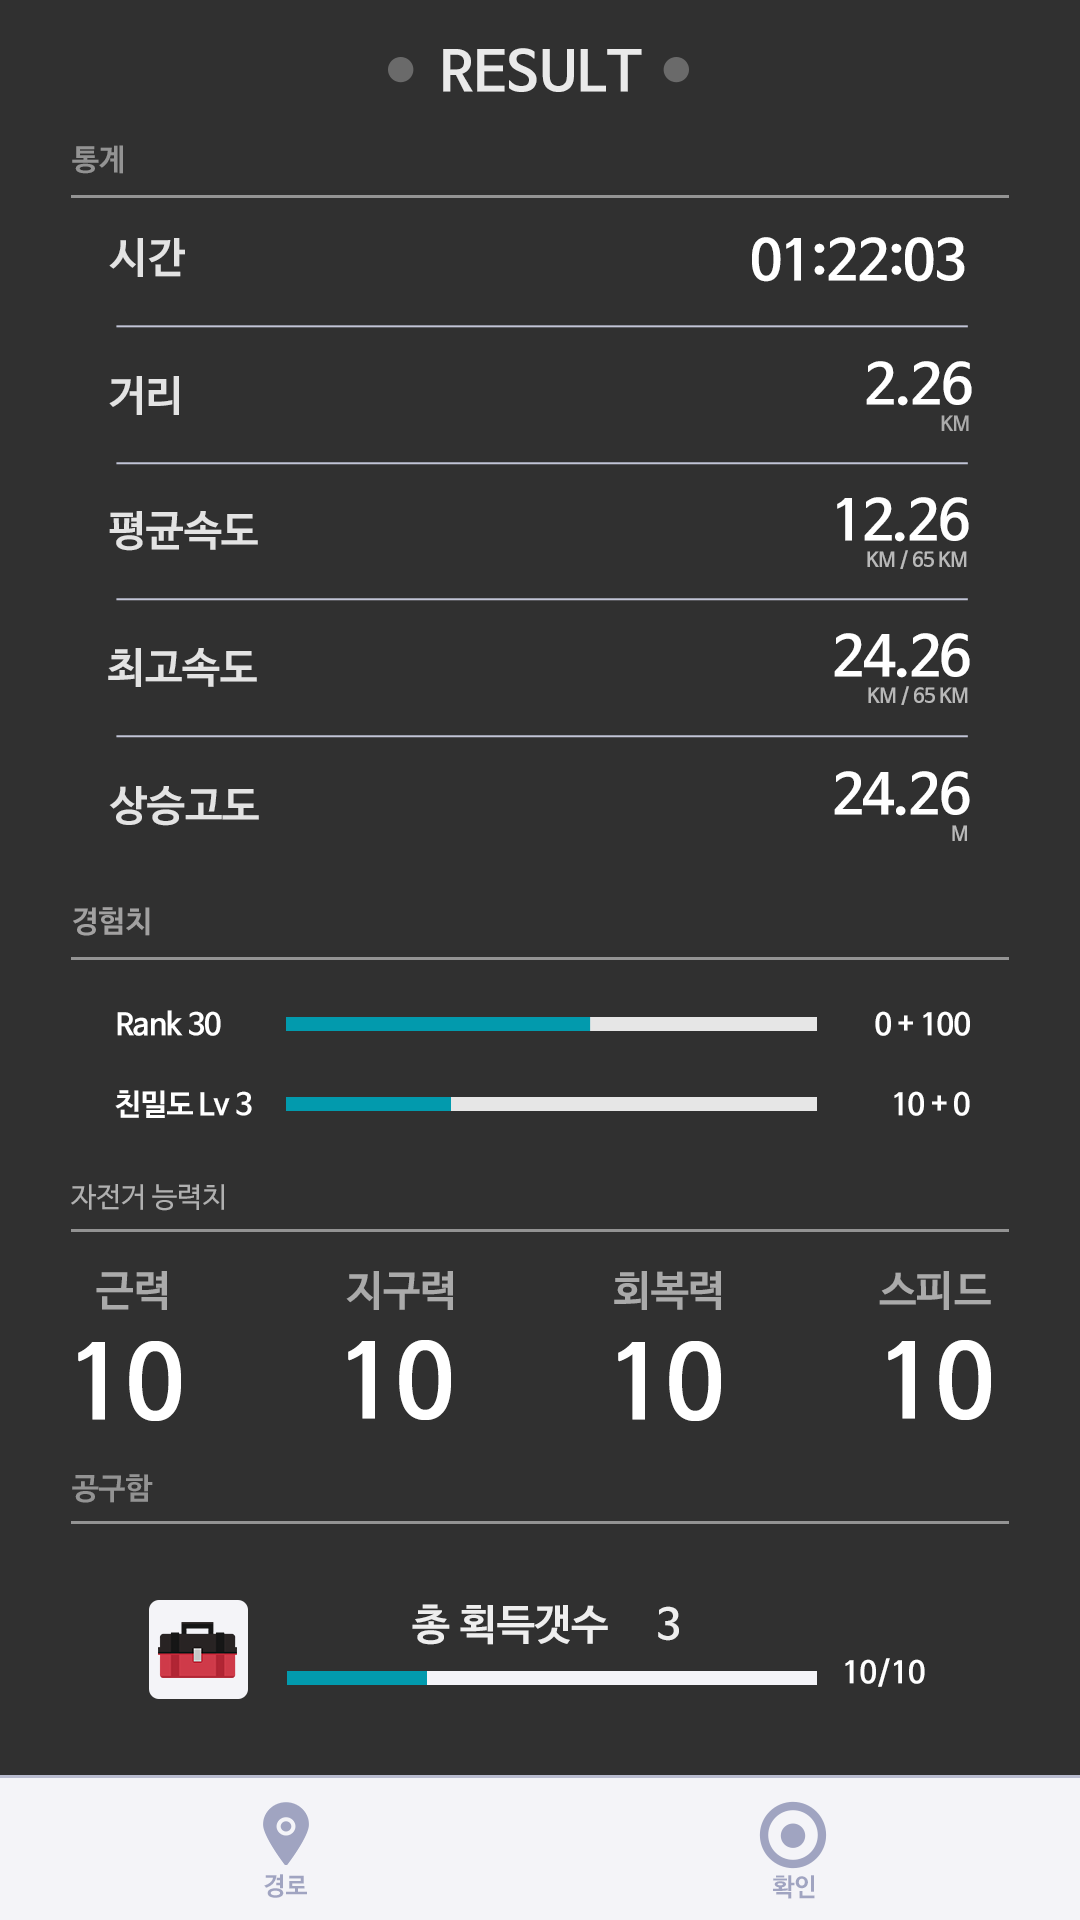 RESULT
통계
시간 01:22:03
거리 2.26
KM
평균속도 12.26
KM / 65 KM
최고속도 24.26
KM / 65 KM
상승고도 24.26
M
경험치
Rank 30 0 + 100
친밀도 Lv 3 10 + 0
자전거 능력치
근력 지구력 회복력 스피드
10 10 10 10
공구함
총 획득갯수 3
10/10
경로 확인